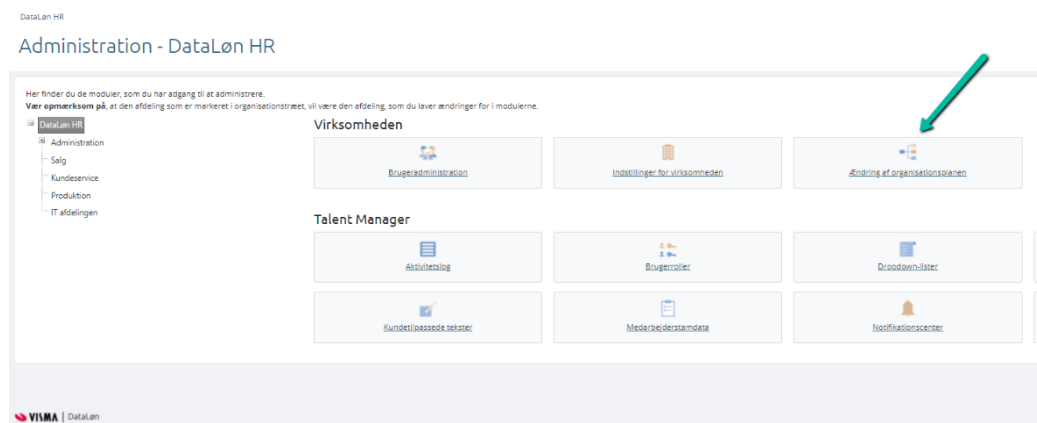 DataLøn HR
Administration - DataLøn HR
Her finder du de moduler, som du har adgang til at administrere.
Vær opmærksom på, at den afdeling som er markeret i organisationstræet, vil være den afdeling, som du laver ændringer for i modulerne.
DataLøn HR
Administration
Salg
Kundeservice
Produktion
IT afdelingen
Virksomheden
Brugeradministration
Indstillinger for virksomheden
Ændring af organisationsplanen
Talent Manager
Aktivitetslog
Brugerroller
Dropdown-lister
Kundetilpassede tekster
Medarbejderstamdata
Notifikationscenter
VISMA | DataLøn